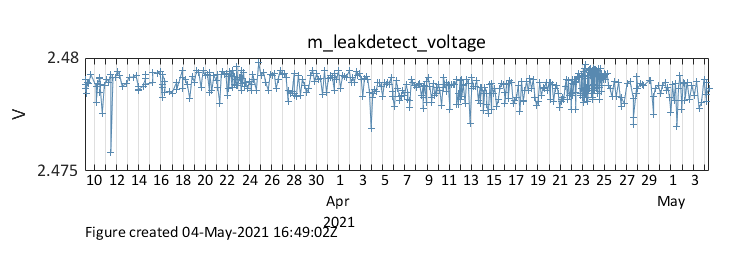 m_leakdetect_voltage
2.48
V
2.475
10 12 14 16 18 20 22 24 26 28 30 1 3 5 7 9 11 13 15 17 19 21 23 25 27 29 1 3
Apr May
2021
Figure created 04-May-2021 16:49:02Z